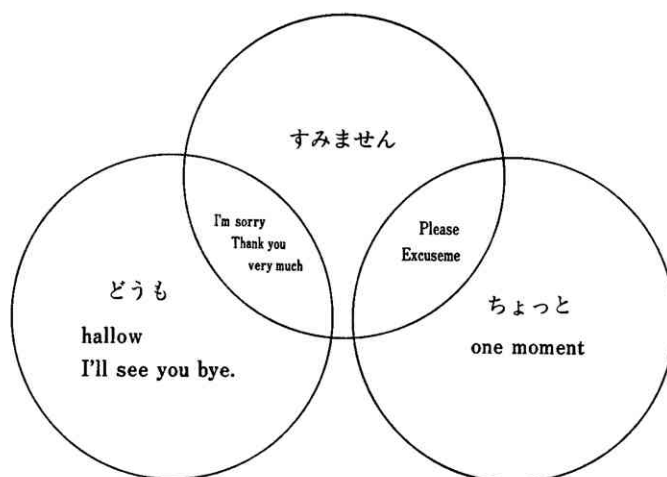 すみません
I'm sorry
Thank you
very much
Please
Excuseme
どうも
hallow
I'll see you bye.
ちょっと
one moment